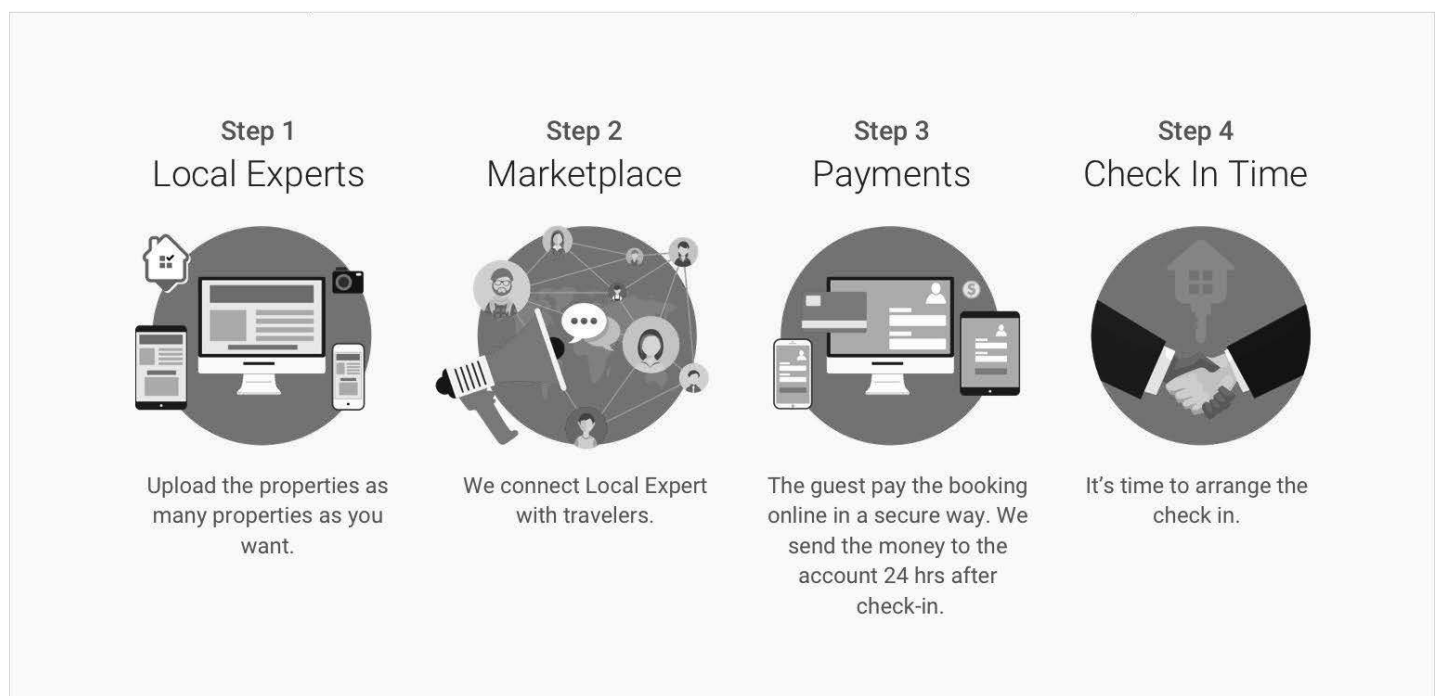 Step 1
Local Experts
Upload the properties as
many properties as you
want.
Step 2
Marketplace
We connect Local Expert
with travelers.
Step 3
Payments
$
The guest pay the booking
online in a secure way. We
send the money to the
account 24 hrs after
check-in.
Step 4
Check In Time
It’s time to arrange the
check in.